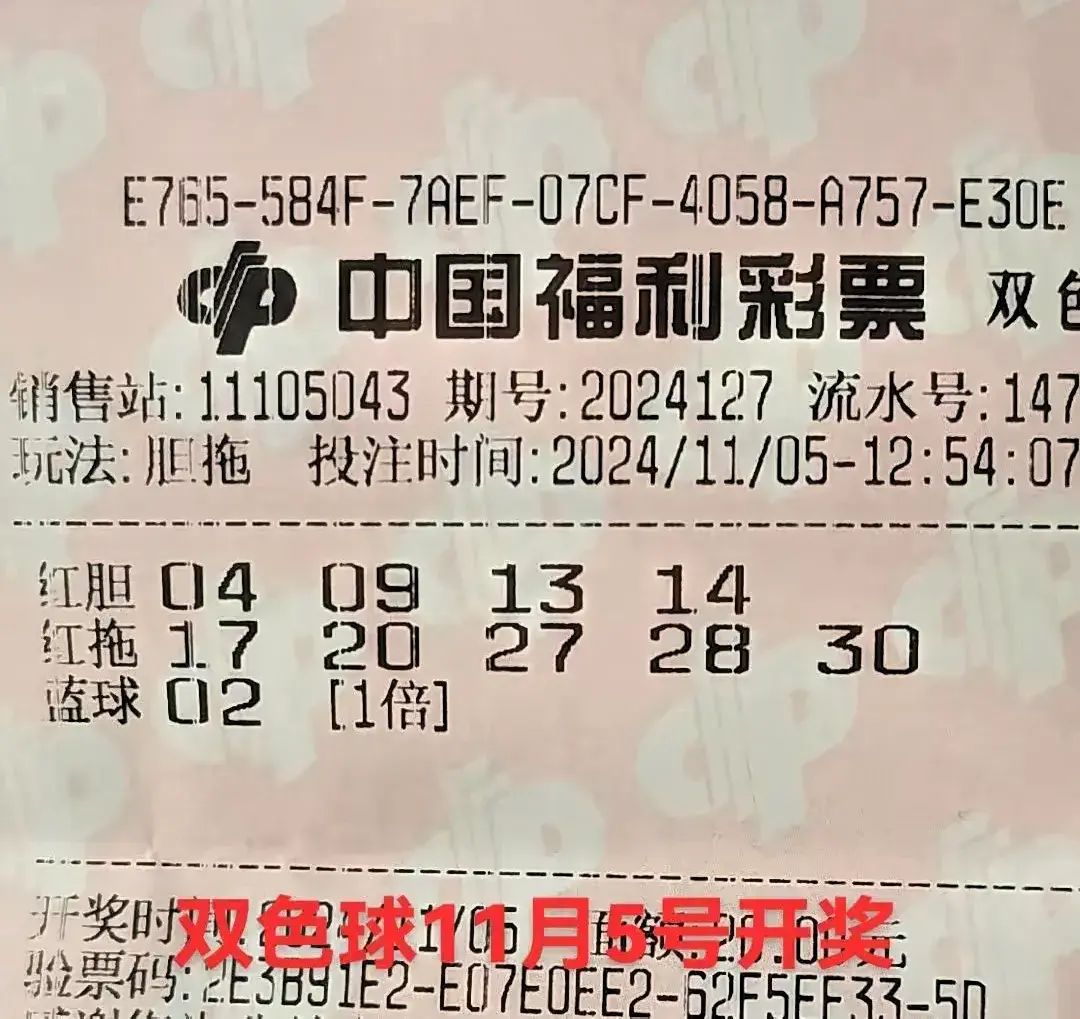 E765-584F-7AEF-07CF-4058-A757-E30E
中国福利彩票 双色
销售站:11105043 期号:2024127 流水号:147
玩法:胆拖 投注时间:2024/11/05-12:54:07
红胆 04 09 13 14
红拖 17 20 27 28 30
蓝球 02 [1倍]
开奖时
双色球11月5号开奖
验票码:2E3B91E2-E07E0EE2-62F5EF33-5D